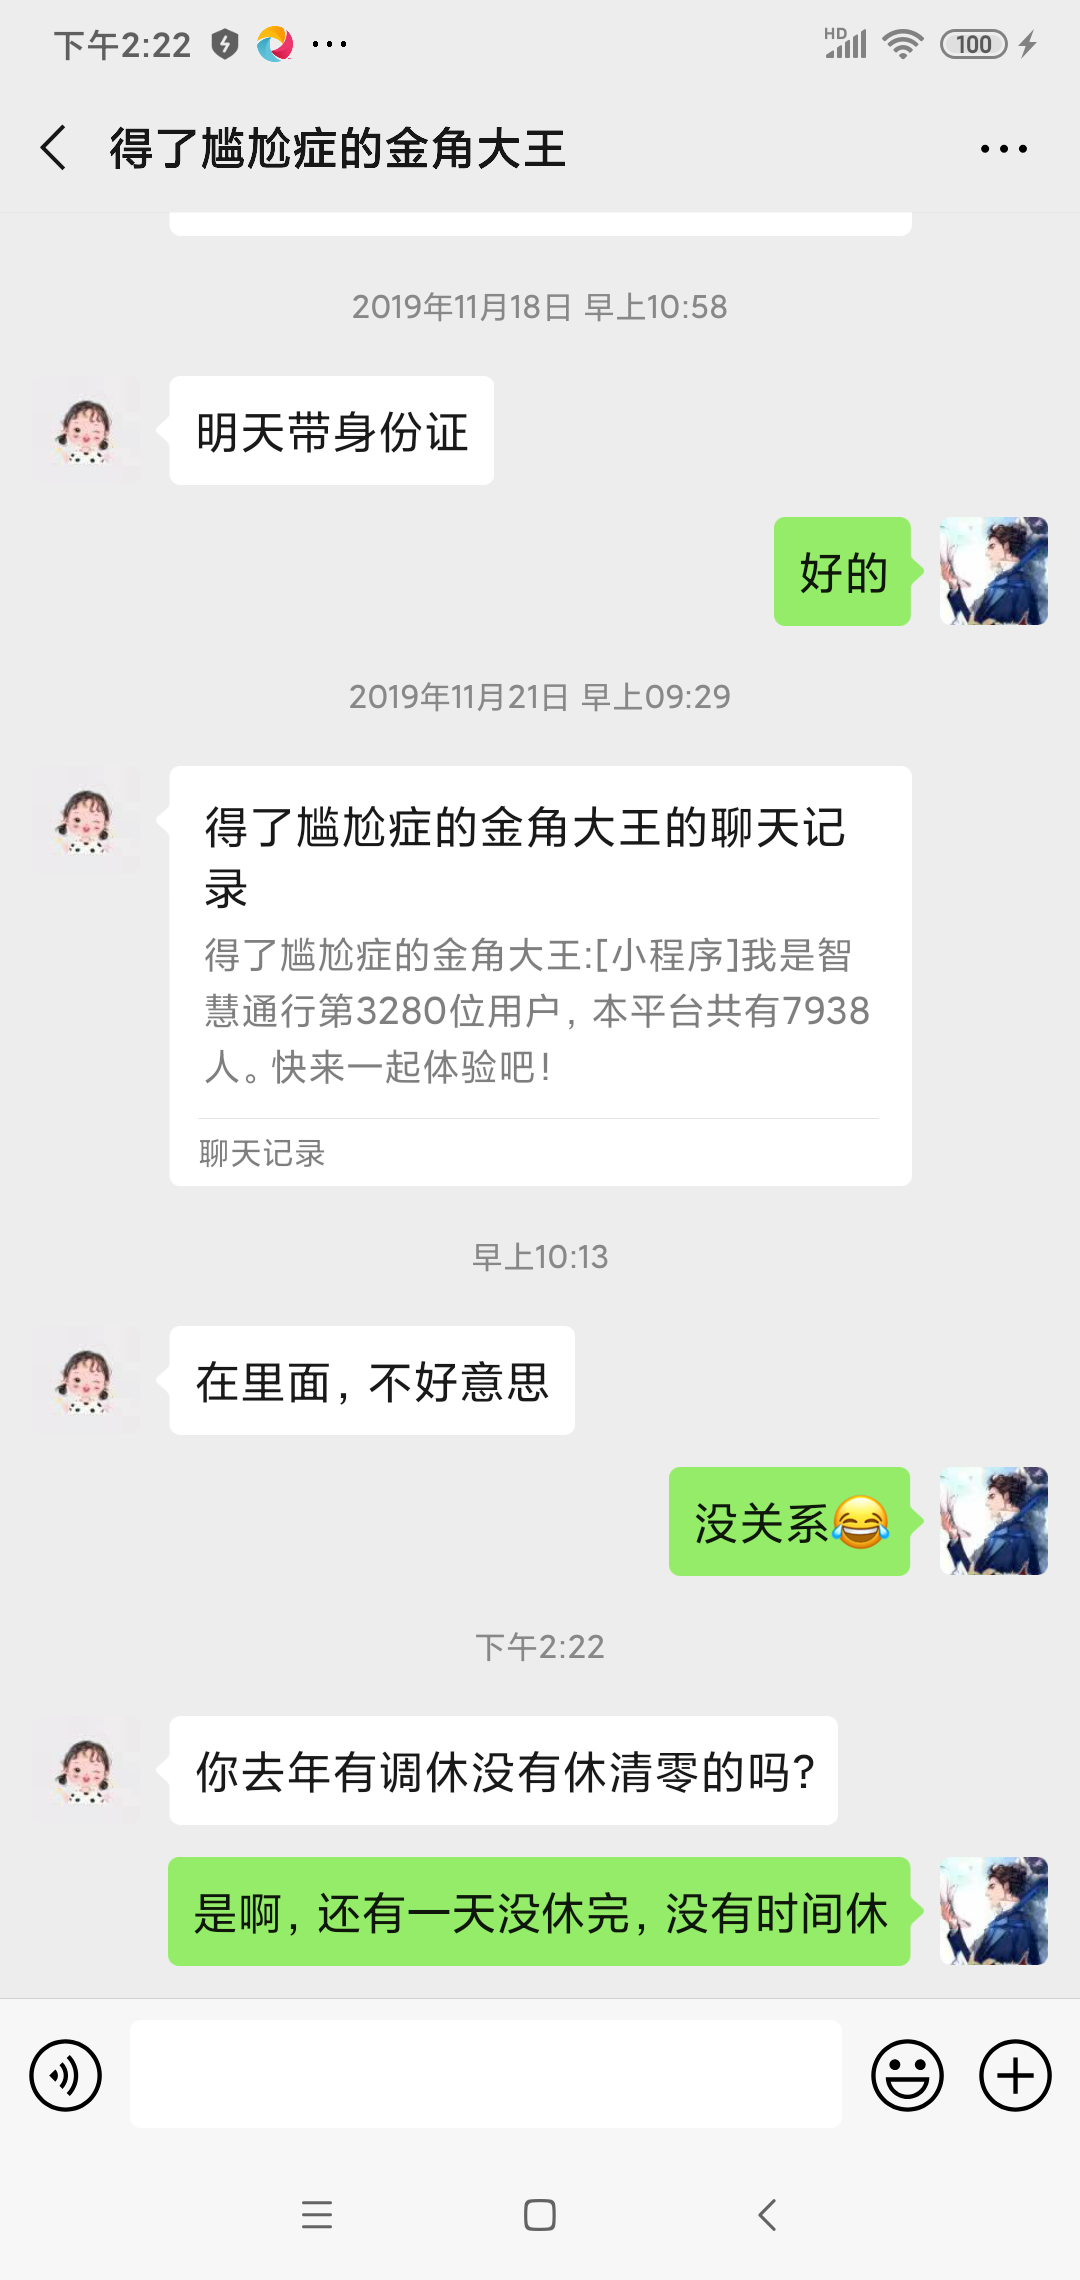 下午2:22
HD
100
得了尴尬症的金角大王
2019年11月18日 早上10:58
明天带身份证
好的
2019年11月21日 早上09:29
得了尴尬症的金角大王的聊天记
录
得了尴尬症的金角大王:[小程序]我是智
慧通行第3280位用户，本平台共有7938
人。快来一起体验吧！
聊天记录
早上10:13
在里面，不好意思
没关系😂
下午2:22
你去年有调休没有休清零的吗？
是啊，还有一天没休完，没有时间休